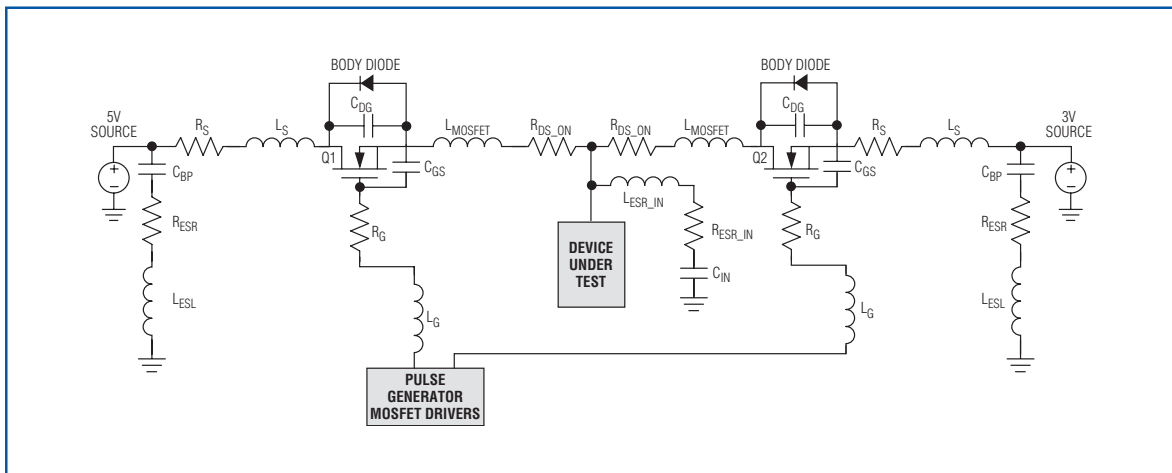 BODY DIODE
C_DG
5V
SOURCE
R_S
L_S
L_MOSFET
R_DS_ON
Q1
C_GS
C_BP
R_ESR
L_ESL
R_G
L_G
PULSE
GENERATOR
MOSFET DRIVERS
DEVICE
UNDER
TEST
L_ESR_IN
R_ESR_IN
C_IN
R_DS_ON
L_MOSFET
BODY DIODE
C_DG
Q2
C_GS
R_G
L_G
R_S
L_S
3V
SOURCE
C_BP
R_ESR
L_ESL